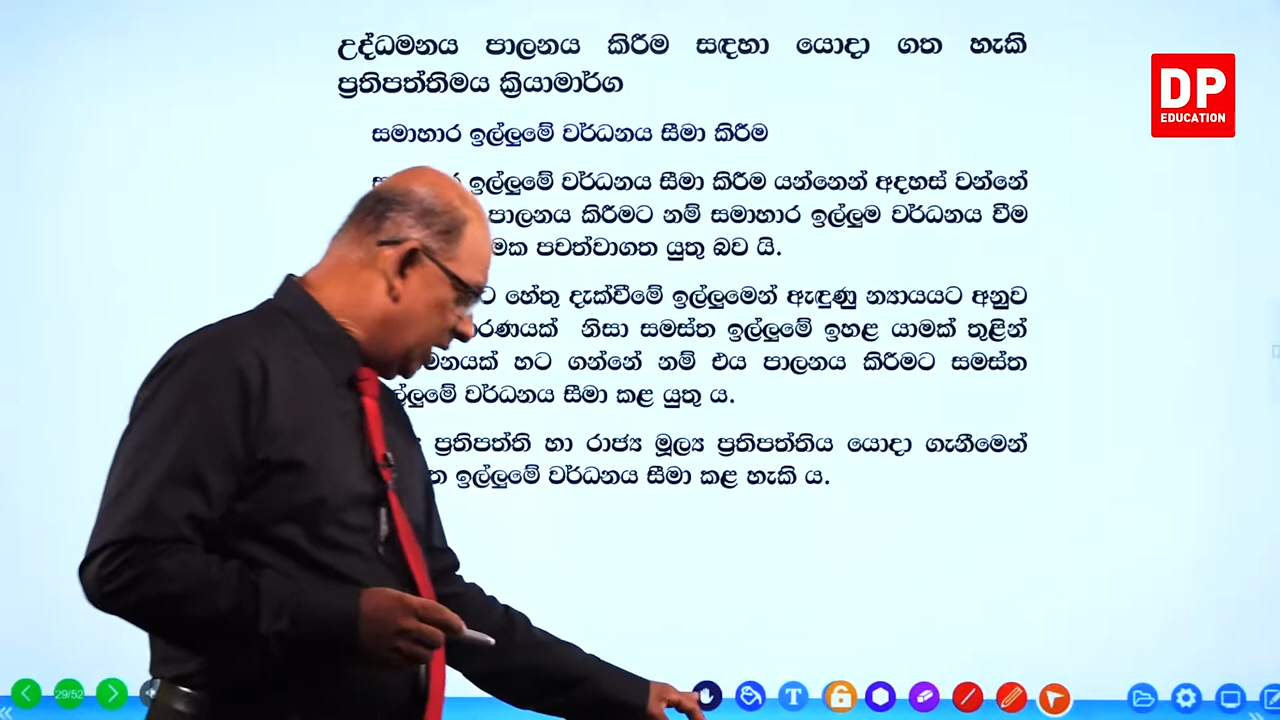 උද්ධමනය පාලනය කිරීම සඳහා යොදා ගත හැකි
ප්‍රතිපත්තිමය ක්‍රියාමාර්ග
DP
EDUCATION
සමාහාර ඉල්ලුමේ වර්ධනය සීමා කිරීම
ඉල්ලුමේ වර්ධනය සීමා කිරීම යන්නෙන් අදහස් වන්නේ
පාලනය කිරීමට නම් සමාහාර ඉල්ලුම වර්ධනය වීම
පවත්වාගත යුතු බව යි.
හේතු දැක්වීමේ ඉල්ලුමෙන් ඇඳුණු න්‍යායයට අනුව
නිසා සමස්ත ඉල්ලුමේ ඉහළ යාමක් තුළින්
හට ගන්නේ නම් එය පාලනය කිරීමට සමස්ත
වර්ධනය සීමා කළ යුතු ය.
ප්‍රතිපත්ති හා රාජ්‍ය මූල්‍ය ප්‍රතිපත්තිය යොදා ගැනීමෙන්
ඉල්ලුමේ වර්ධනය සීමා කළ හැකි ය.
29/52